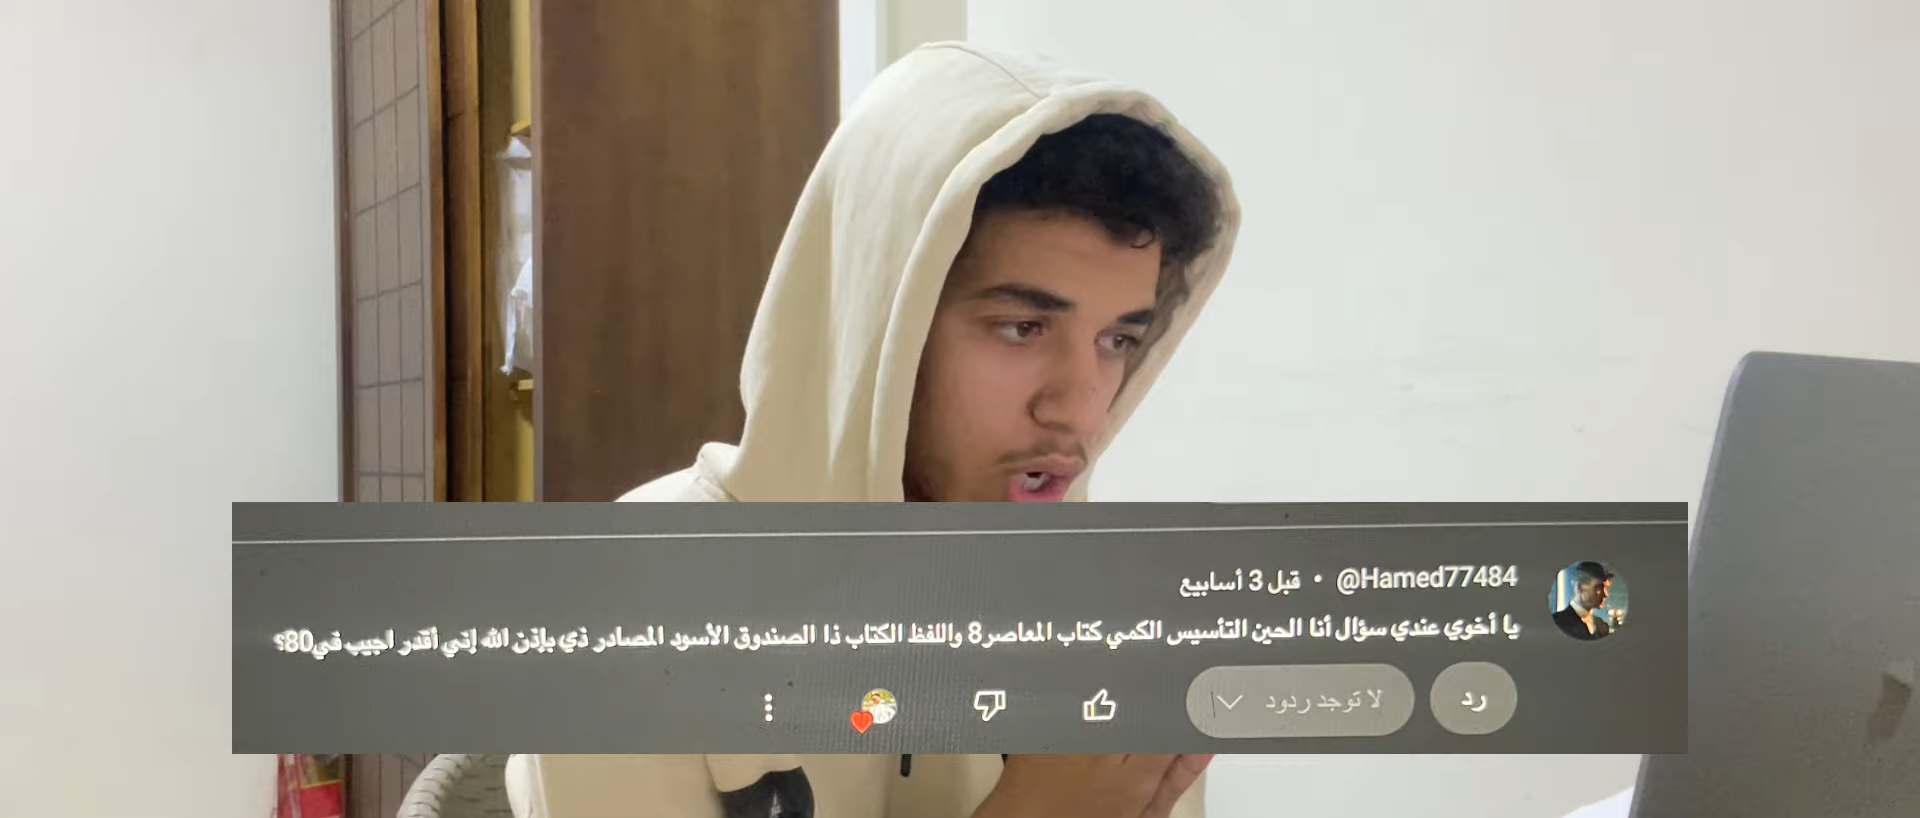 @Hamed77484 • قبل 3 أسابيع
يا أخوي عندي سؤال أنا الحين التأسيس الكمي كتاب المعاصر8 واللفظ الكتاب ذا الصندوق الأسود المصادر ذي بإذن الله إني أقدر اجيب في80؟
رد
لا توجد ردود